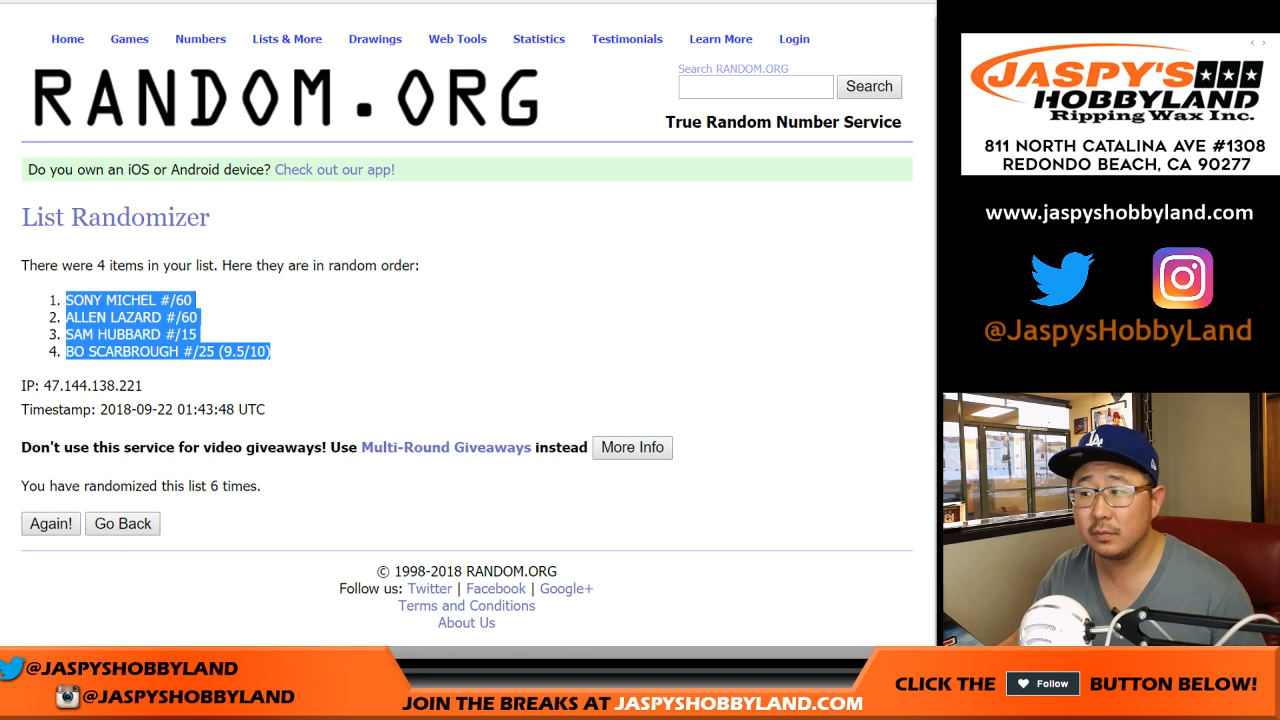 Home Games Numbers Lists & More Drawings Web Tools Statistics Testimonials Learn More Login
RANDOM.ORG
Search RANDOM.ORG
Search
True Random Number Service
Do you own an iOS or Android device? Check out our app!
List Randomizer
There were 4 items in your list. Here they are in random order:
1. SONY MICHEL #/60
2. ALLEN LAZARD #/60
3. SAM HUBBARD #/15
4. BO SCARBROUGH #/25 (9.5/10)
IP: 47.144.138.221
Timestamp: 2018-09-22 01:43:48 UTC
Don't use this service for video giveaways! Use Multi-Round Giveaways instead More Info
You have randomized this list 6 times.
Again! Go Back
© 1998-2018 RANDOM.ORG
Follow us: Twitter | Facebook | Google+
Terms and Conditions
About Us
JASPY'S
HOBBYLAND
Ripping Wax Inc.
811 NORTH CATALINA AVE #1308
REDONDO BEACH, CA 90277
www.jaspyshobbyland.com
@JaspysHobbyLand
LA
@JASPYSHOBBYLAND
@JASPYSHOBBYLAND
JOIN THE BREAKS AT JASPYSHOBBYLAND.COM
CLICK THE Follow BUTTON BELOW!